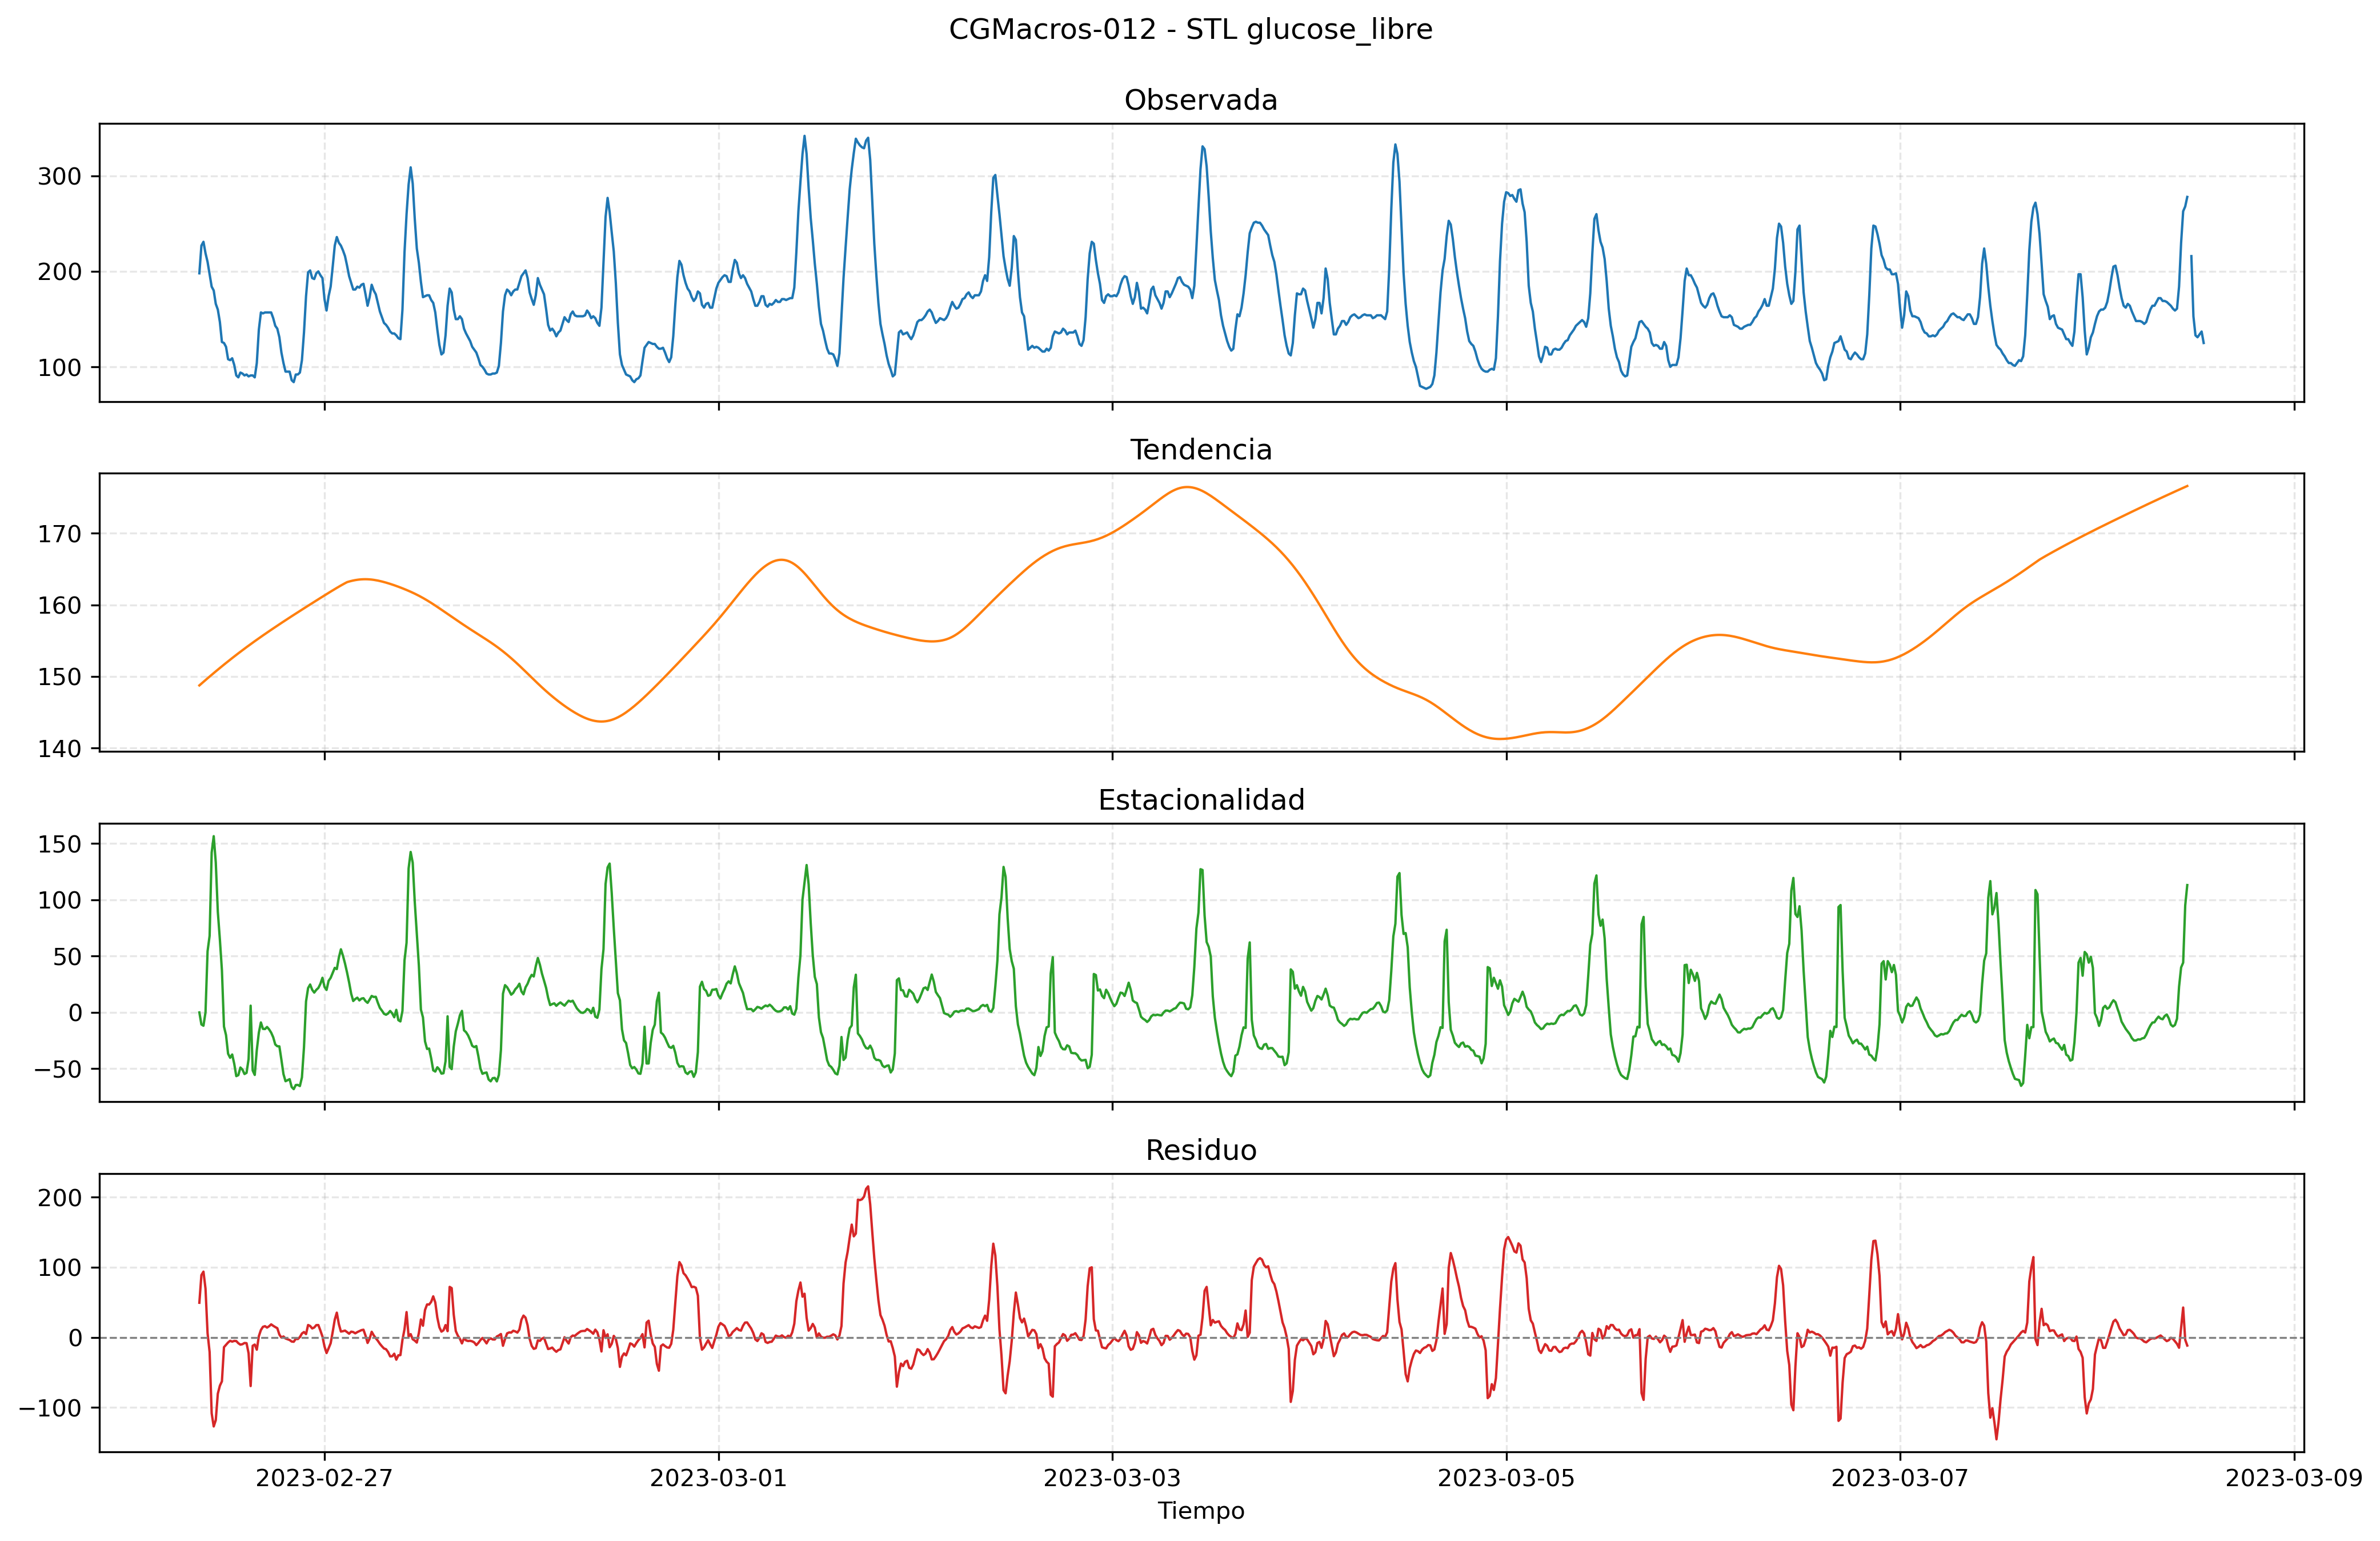 CGMacros-012 - STL glucose_libre
Observada
300
200
100
Tendencia
170
160
150
140
Estacionalidad
150
100
50
0
−50
Residuo
200
100
0
−100
2023-02-27 2023-03-01 2023-03-03 2023-03-05 2023-03-07 2023-03-09
Tiempo